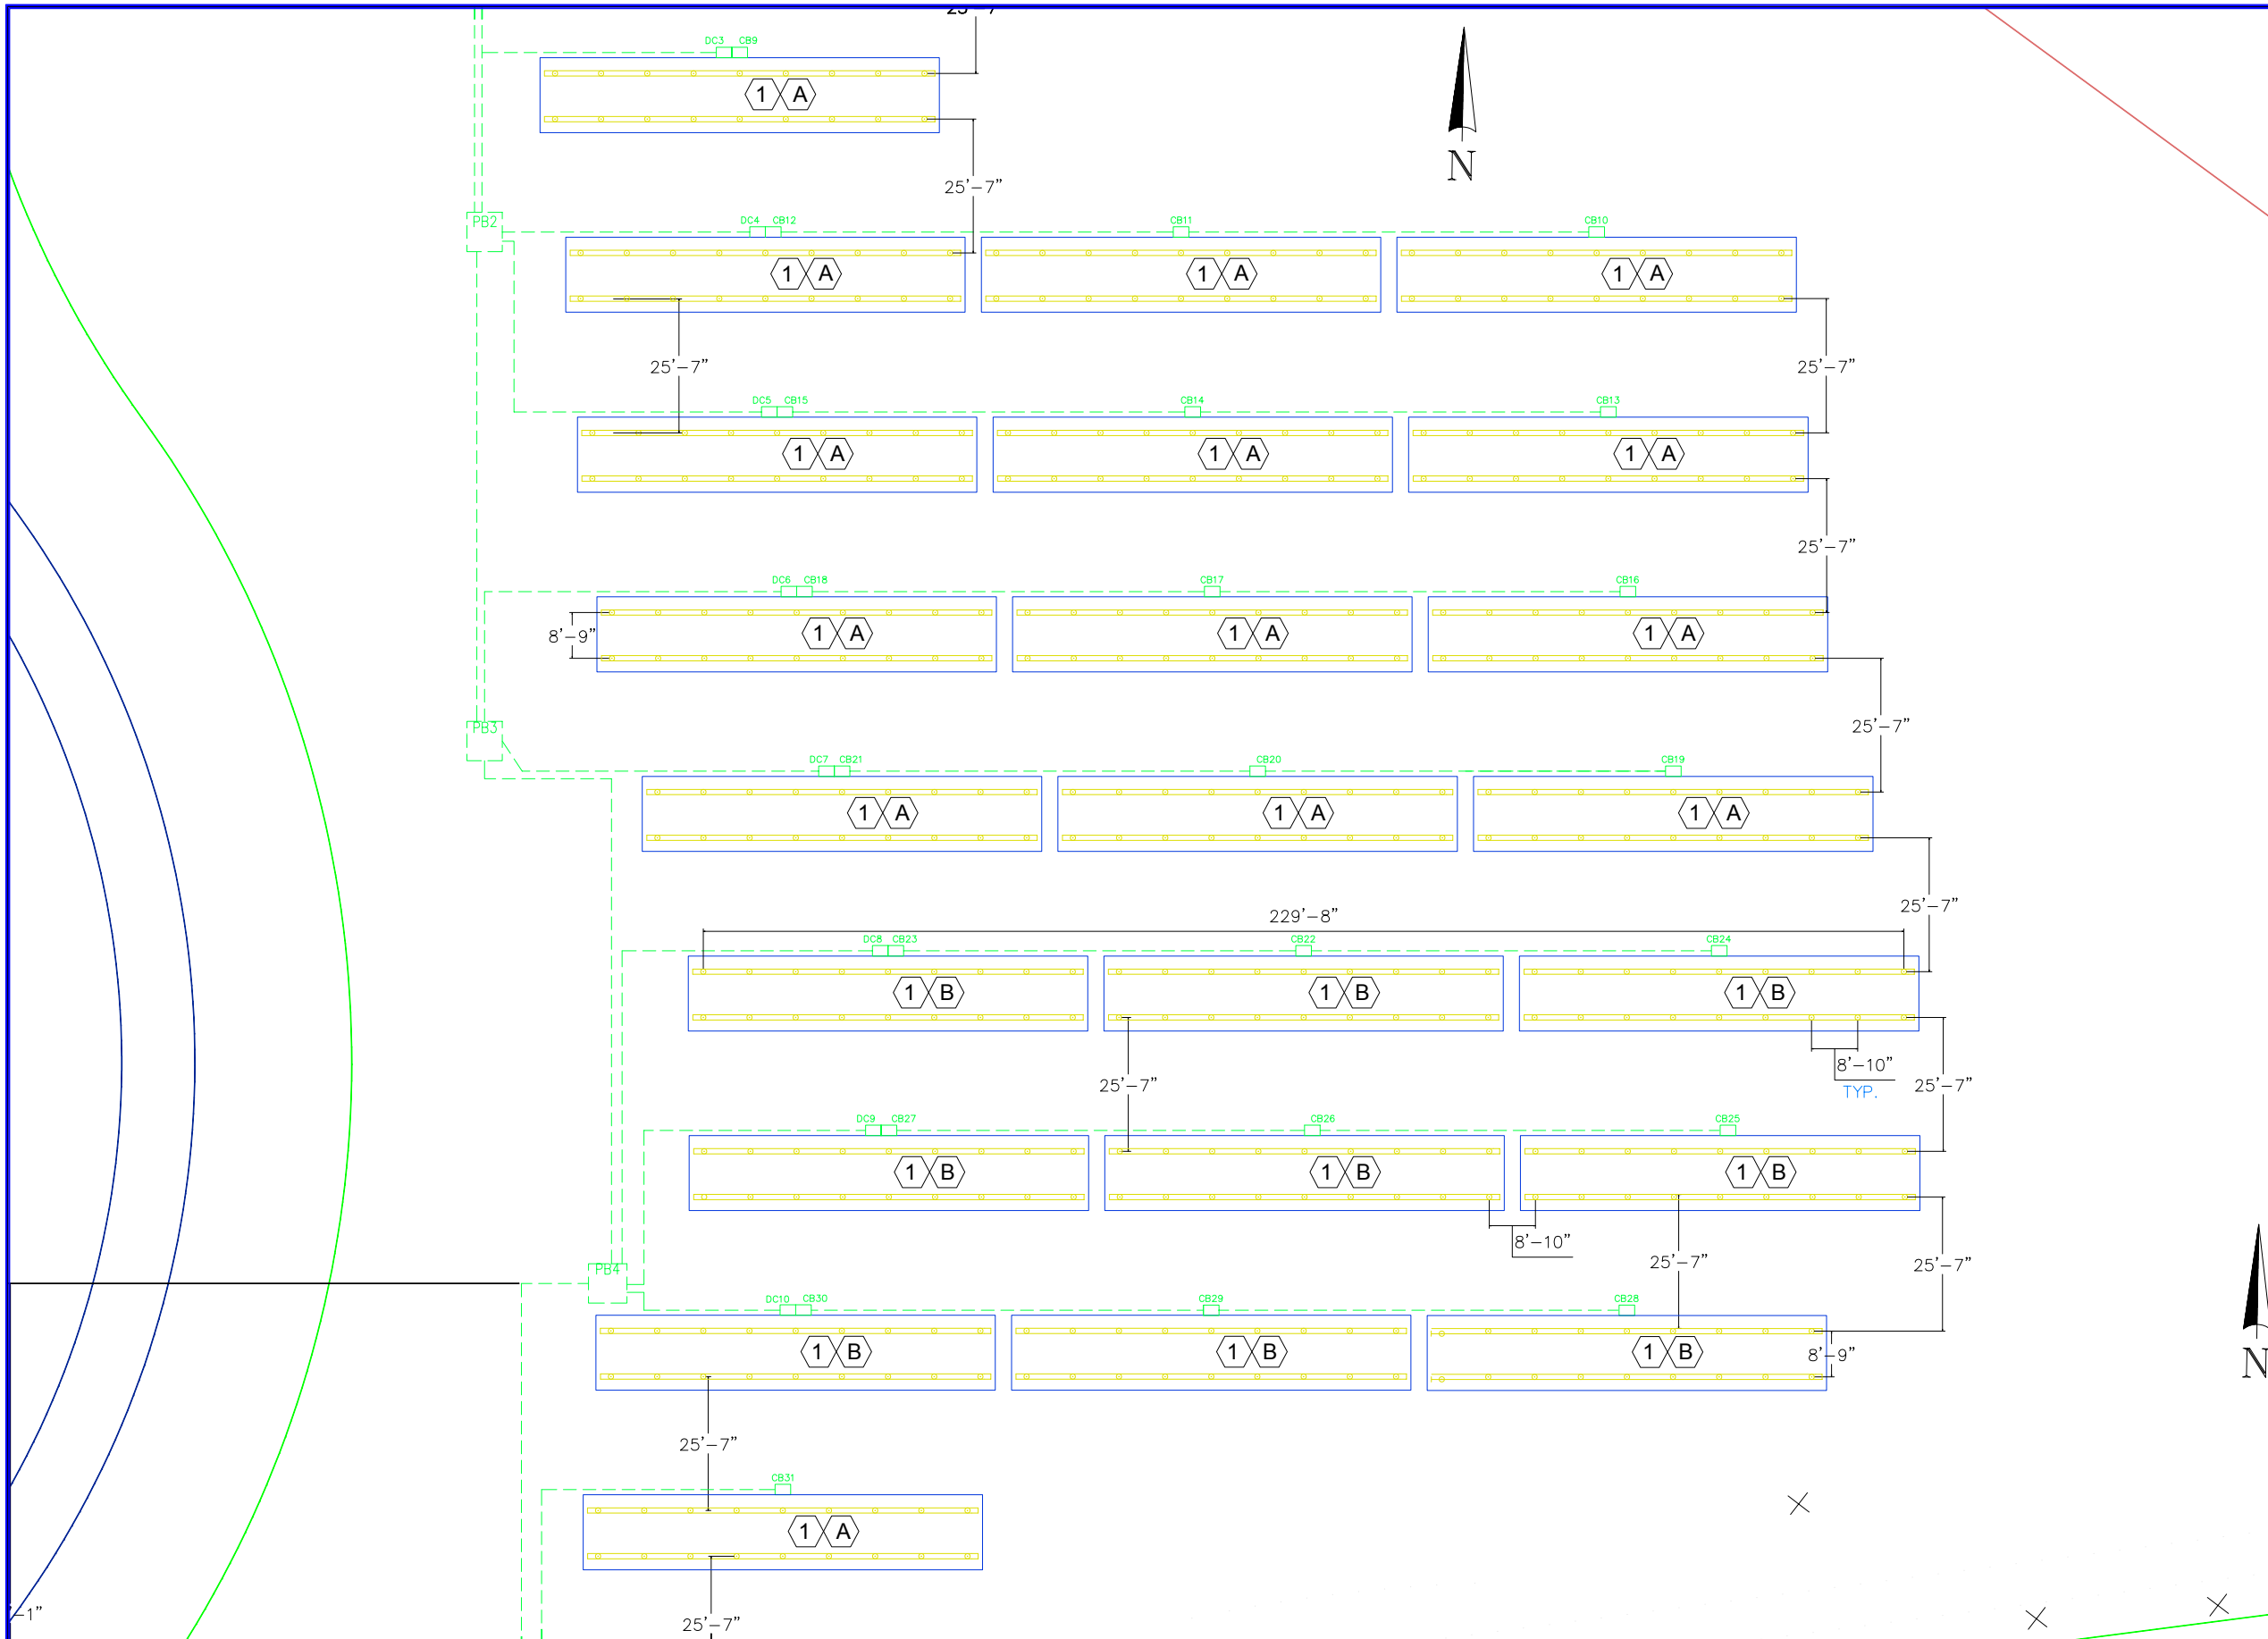 25'-7"
DC3 CB9
1 A
25'-7"
N
PB2
DC4 CB12 CB11 CB10
1 A 1 A 1 A
25'-7" 25'-7"
DC5 CB15 CB14 CB13
1 A 1 A 1 A
25'-7"
DC6 CB18 CB17 CB16
8'-9" 1 A 1 A 1 A
PB3 25'-7"
DC7 CB21 CB20 CB19
1 A 1 A 1 A
25'-7"
229'-8"
DC8 CB23 CB22 CB24
1 B 1 B 1 B
8'-10"
25'-7" 25'-7"
TYP.
DC9 CB27 CB26 CB25
1 B 1 B 1 B
8'-10"
25'-7" 25'-7"
PB4
DC10 CB30 CB29 CB28
1 B 1 B 1 B 8'-9"
N
25'-7"
CB31
1 A
'-1"
25'-7"